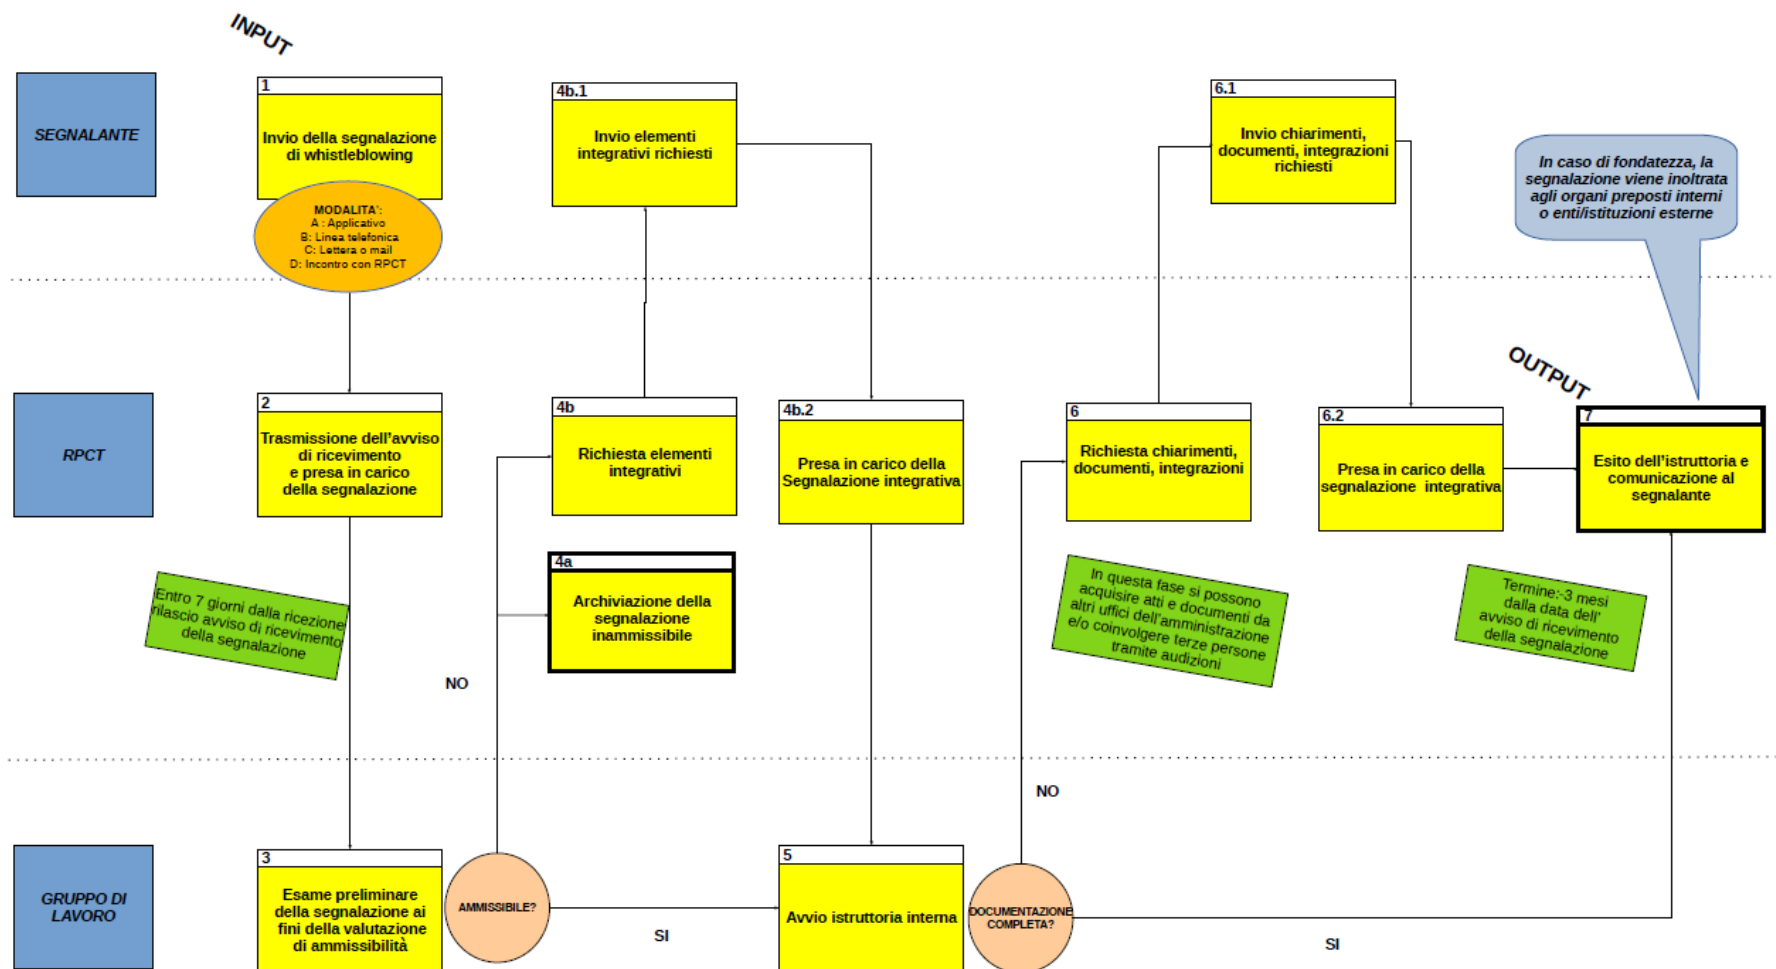 INPUT
SEGNALANTE
1
Invio della segnalazione
di whistleblowing
MODALITA':
A : Applicativo
B: Linea telefonica
C: Lettera o mail
D: Incontro con RPCT
4b.1
Invio elementi
integrativi richiesti
6.1
Invio chiarimenti,
documenti, integrazioni
richiesti
In caso di fondatezza, la
segnalazione viene inoltrata
agli organi preposti interni
o enti/istituzioni esterne
OUTPUT
RPCT
2
Trasmissione dell'avviso
di ricevimento
e presa in carico
della segnalazione
4b
Richiesta elementi
integrativi
4b.2
Presa in carico della
Segnalazione integrativa
6
Richiesta chiarimenti,
documenti, integrazioni
6.2
Presa in carico della
segnalazione integrativa
7
Esito dell'istruttoria e
comunicazione al
segnalante
Entro 7 giorni dalla ricezione
rilascio avviso di ricevimento
della segnalazione
4a
Archiviazione della
segnalazione
inammissibile
In questa fase si possono
acquisire atti e documenti da
altri uffici dell'amministrazione
e/o coinvolgere terze persone
tramite audizioni
Termine:-3 mesi
dalla data dell'
avviso di ricevimento
della segnalazione
NO
NO
GRUPPO DI
LAVORO
3
Esame preliminare
della segnalazione ai
fini della valutazione
di ammissibilità
AMMISSIBILE?
SI
5
Avvio istruttoria interna
DOCUMENTAZIONE
COMPLETA?
SI